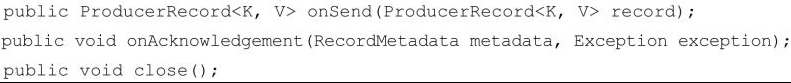 public ProducerRecord<K, V> onSend(ProducerRecord<K, V> record);
public void onAcknowledgement(RecordMetadata metadata, Exception exception);
public void close();